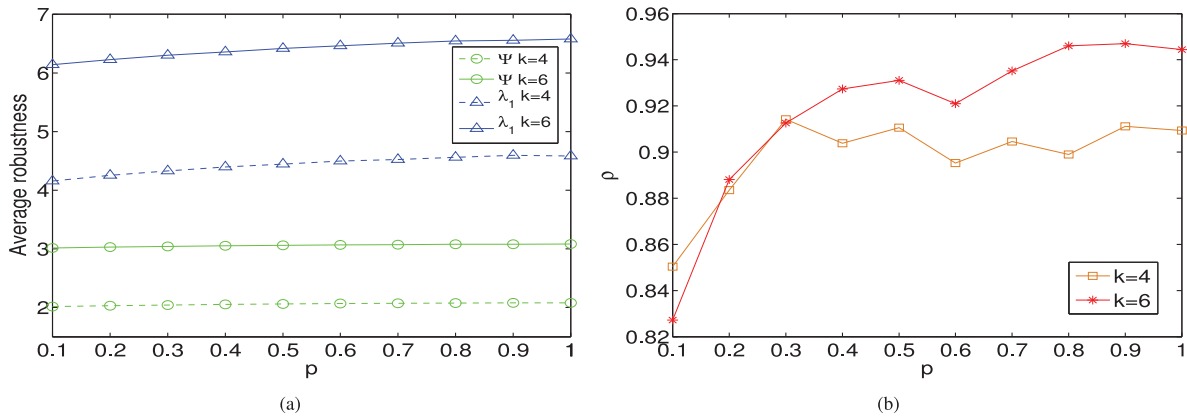 7
6
5
4
3
2
Average robustness
Ψ k=4
Ψ k=6
λ1 k=4
λ1 k=6
0.1 0.2 0.3 0.4 0.5 0.6 0.7 0.8 0.9 1
p
(a)
0.96
0.94
0.92
0.9
0.88
0.86
0.84
0.82
ρ
k=4
k=6
0.1 0.2 0.3 0.4 0.5 0.6 0.7 0.8 0.9 1
p
(b)